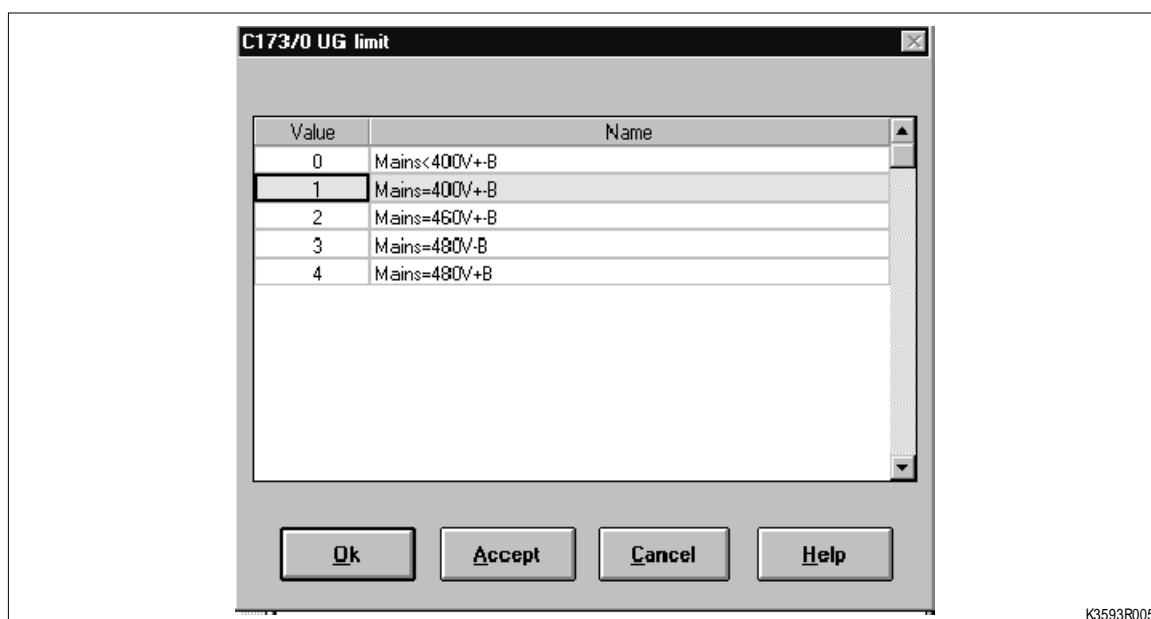 C173/0 UG limit
Value Name
0 Mains<400V+-B
1 Mains=400V+-B
2 Mains=460V+-B
3 Mains=480V-B
4 Mains=480V+B
Ok Accept Cancel Help
K3593R005